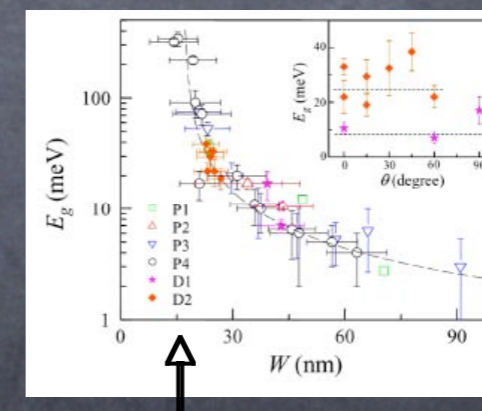 100
10
1
E_g (meV)
0 30 60 90
W (nm)
P1
P2
P3
P4
D1
D2
40
20
0
E_g (meV)
0 30 60 90
θ (degree)